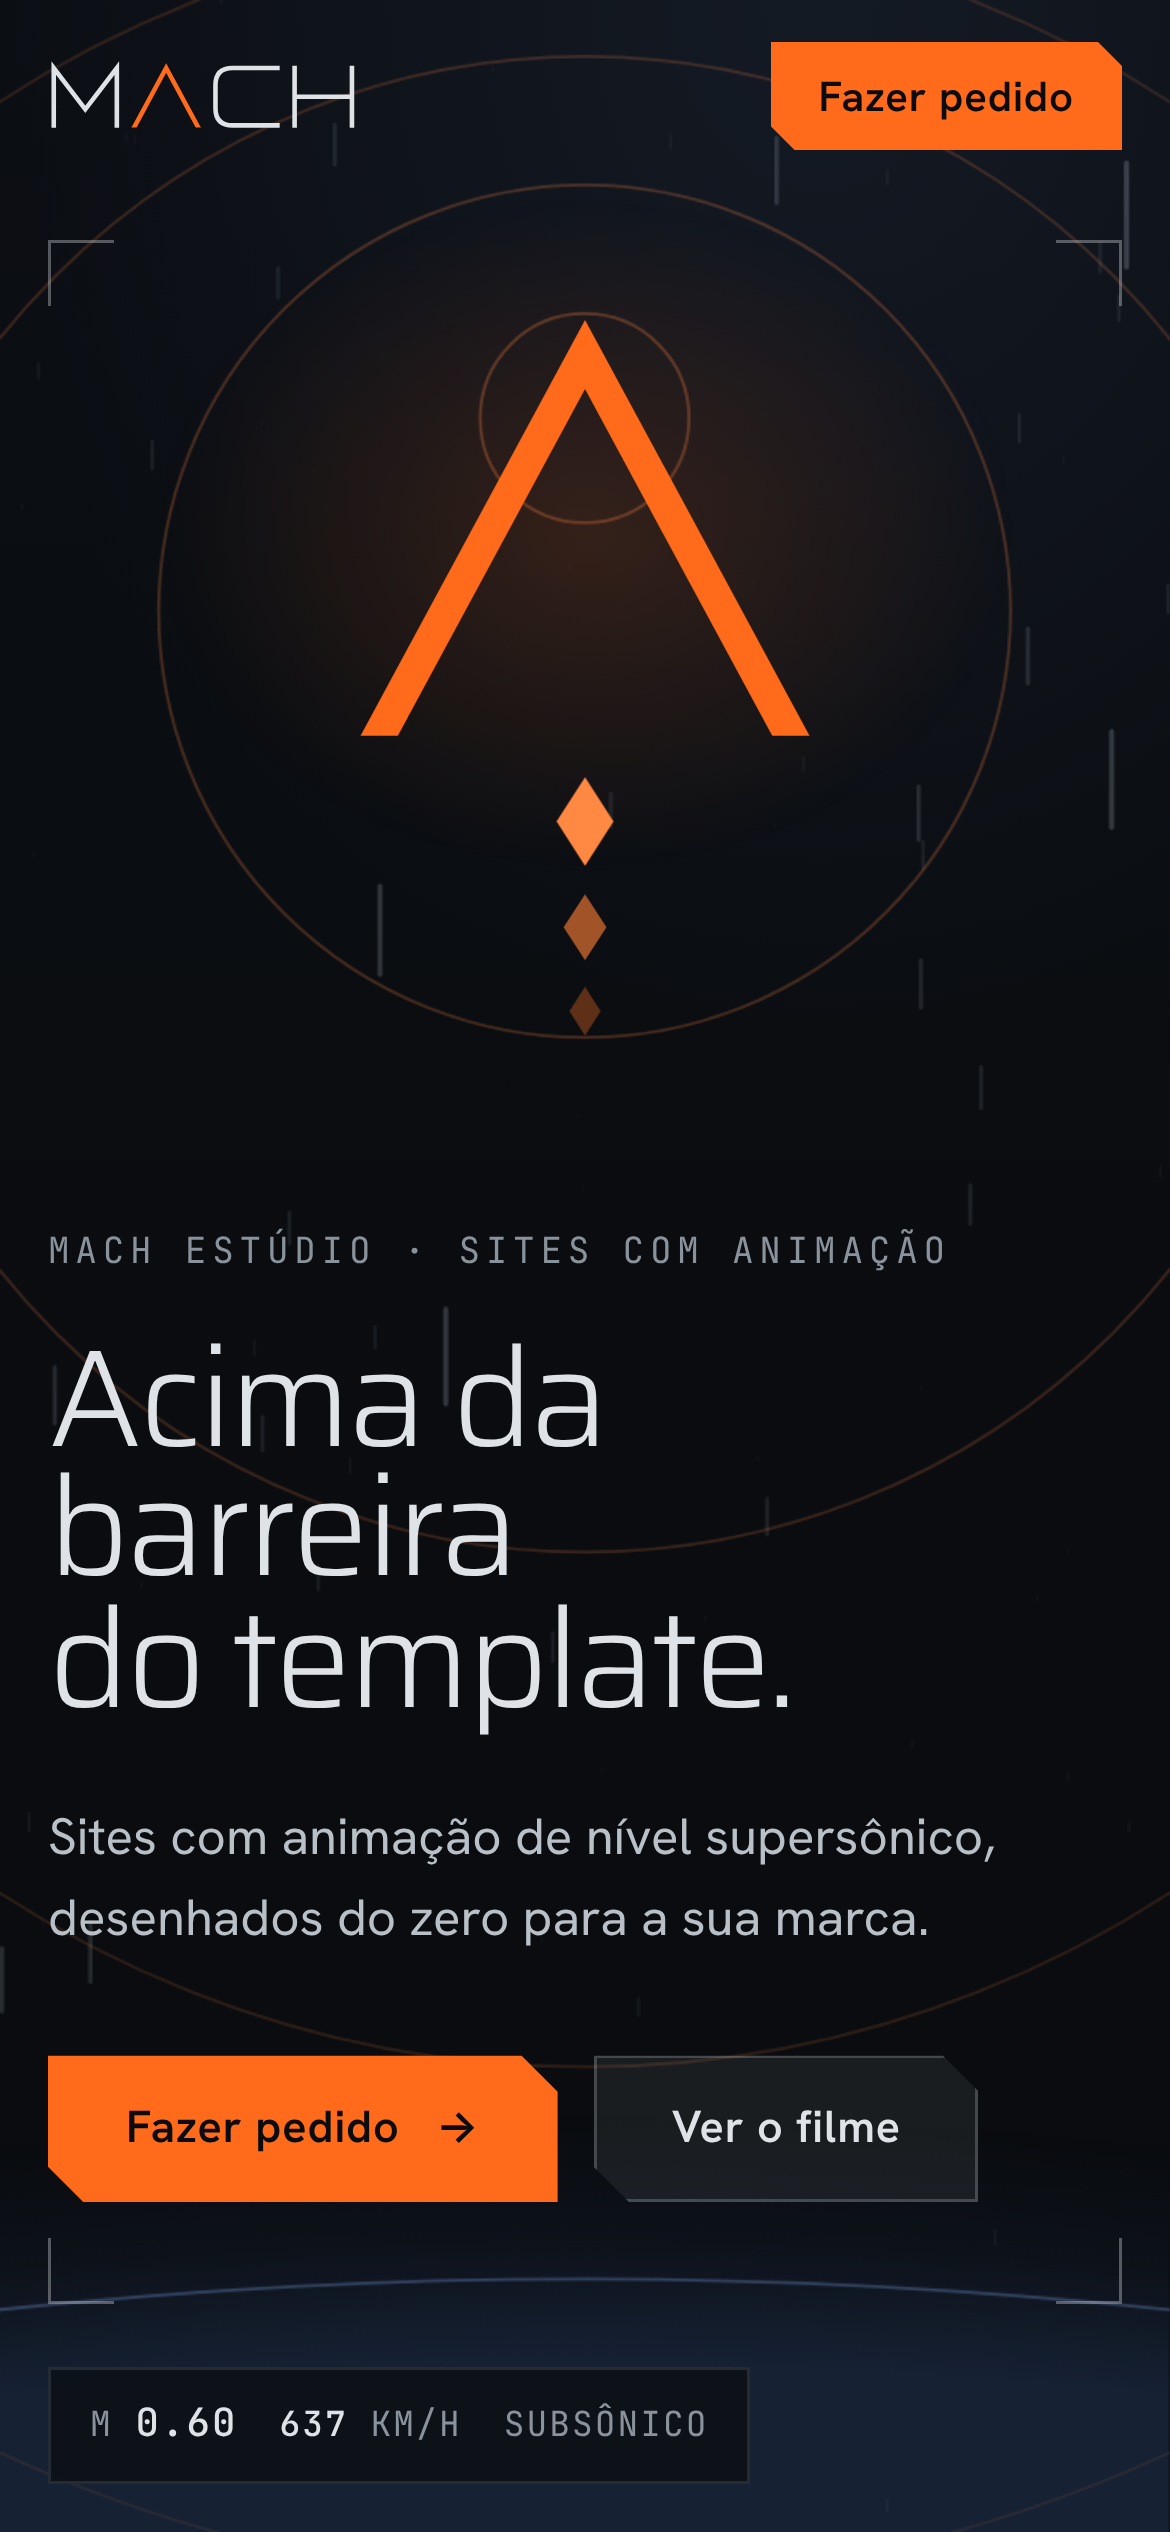 MACH
Fazer pedido
MACH ESTÚDIO · SITES COM ANIMAÇÃO
Acima da
barreira
do template.
Sites com animação de nível supersônico,
desenhados do zero para a sua marca.
Fazer pedido →
Ver o filme
M 0.60 637 KM/H SUBSÔNICO